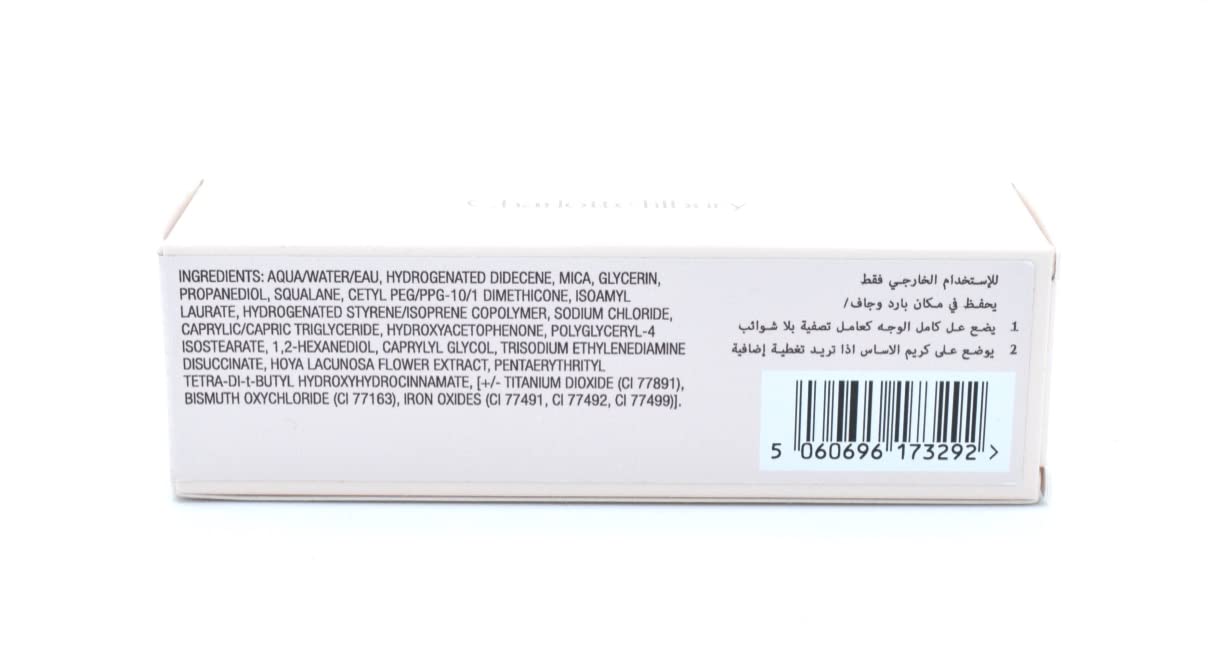 Charlotte Tilbury
INGREDIENTS: AQUA/WATER/EAU, HYDROGENATED DIDECENE, MICA, GLYCERIN,
PROPANEDIOL, SQUALANE, CETYL PEG/PPG-10/1 DIMETHICONE, ISOAMYL
LAURATE, HYDROGENATED STYRENE/ISOPRENE COPOLYMER, SODIUM CHLORIDE,
CAPRYLIC/CAPRIC TRIGLYCERIDE, HYDROXYACETOPHENONE, POLYGLYCERYL-4
ISOSTEARATE, 1,2-HEXANEDIOL, CAPRYLYL GLYCOL, TRISODIUM ETHYLENEDIAMINE
DISUCCINATE, HOYA LACUNOSA FLOWER EXTRACT, PENTAERYTHRITYL
TETRA-DI-t-BUTYL HYDROXYHYDROCINNAMATE, [+/- TITANIUM DIOXIDE (CI 77891),
BISMUTH OXYCHLORIDE (CI 77163), IRON OXIDES (CI 77491, CI 77492, CI 77499)].
للإستخدام الخارجي فقط
يحفظ في مكان بارد وجاف/
1. يضع عل كامل الوجه كعامل تصفية بلا شوائب
2 يوضع على كريم الاساس اذا تريد تغطية إضافية
5 060696 173292 >